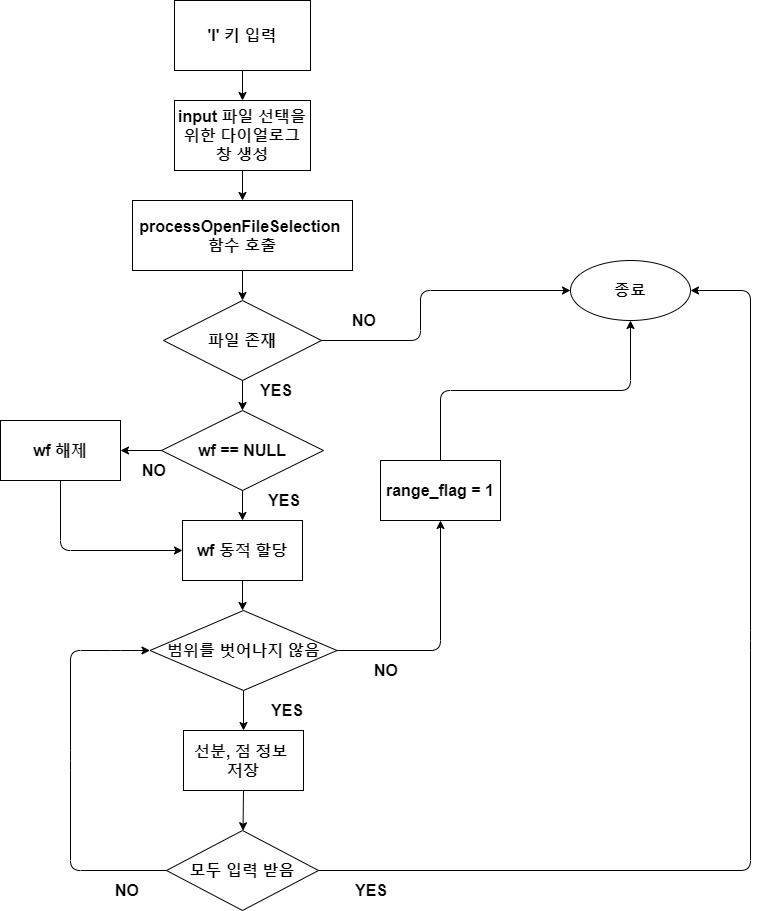 'I' 키 입력
input 파일 선택을
위한 다이얼로그
창 생성
processOpenFileSelection
함수 호출
종료
NO
파일 존재
YES
wf 해제
wf == NULL
NO
range_flag = 1
YES
wf 동적 할당
범위를 벗어나지 않음
NO
YES
선분, 점 정보
저장
모두 입력 받음
NO
YES